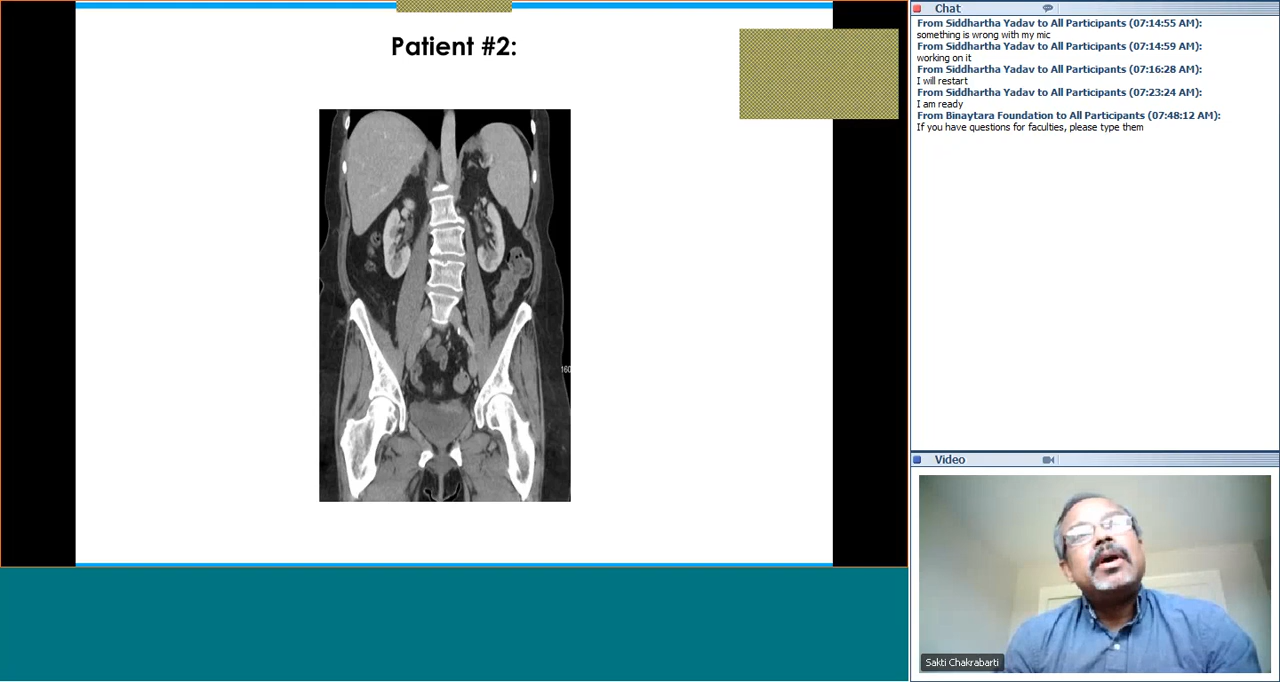 Patient #2:
160
Chat
From Siddhartha Yadav to All Participants (07:14:55 AM):
something is wrong with my mic
From Siddhartha Yadav to All Participants (07:14:59 AM):
working on it
From Siddhartha Yadav to All Participants (07:16:28 AM):
I will restart
From Siddhartha Yadav to All Participants (07:23:24 AM):
I am ready
From Binaytara Foundation to All Participants (07:48:12 AM):
If you have questions for faculties, please type them
Video
Sakti Chakrabarti